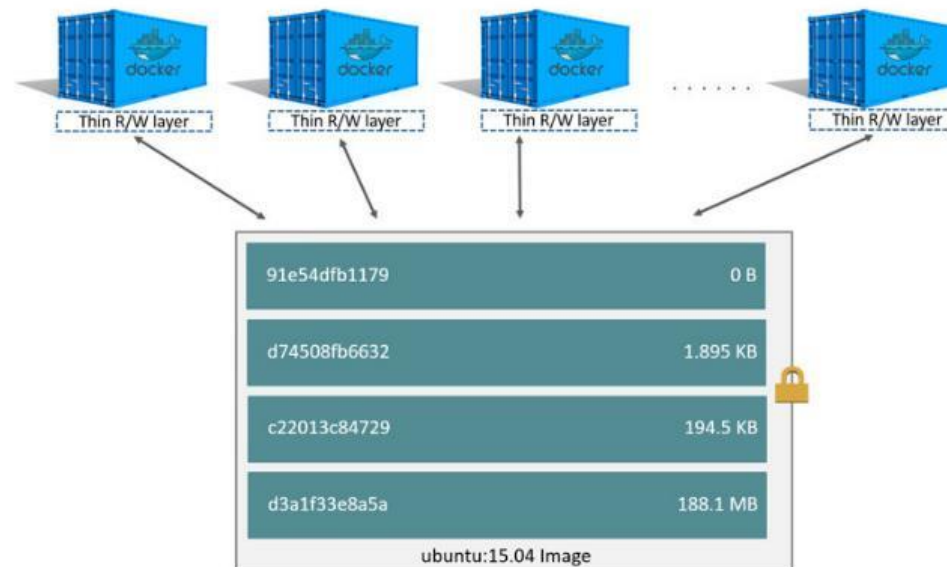 docker docker docker docker
Thin R/W layer Thin R/W layer Thin R/W layer Thin R/W layer
91e54dfb1179 0 B
d74508fb6632 1.895 KB
c22013c84729 194.5 KB
d3a1f33e8a5a 188.1 MB
ubuntu:15.04 Image